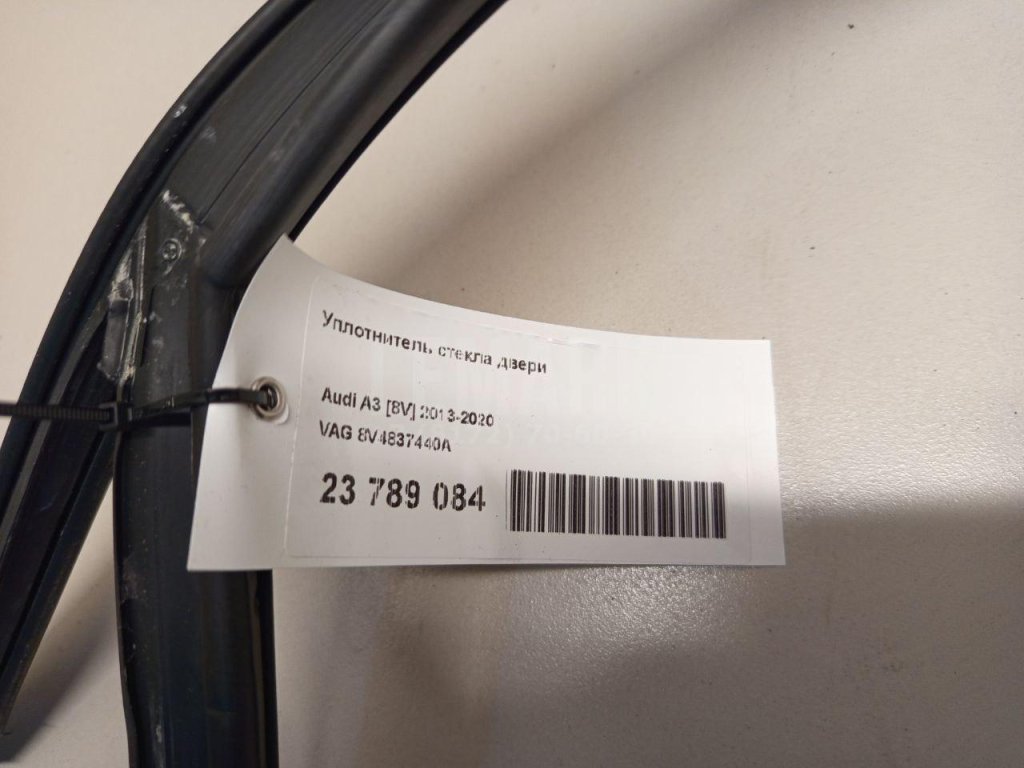 Уплотнитель стекла двери
Audi A3 [8V] 2013-2020
VAG 8V4837440A
23 789 084